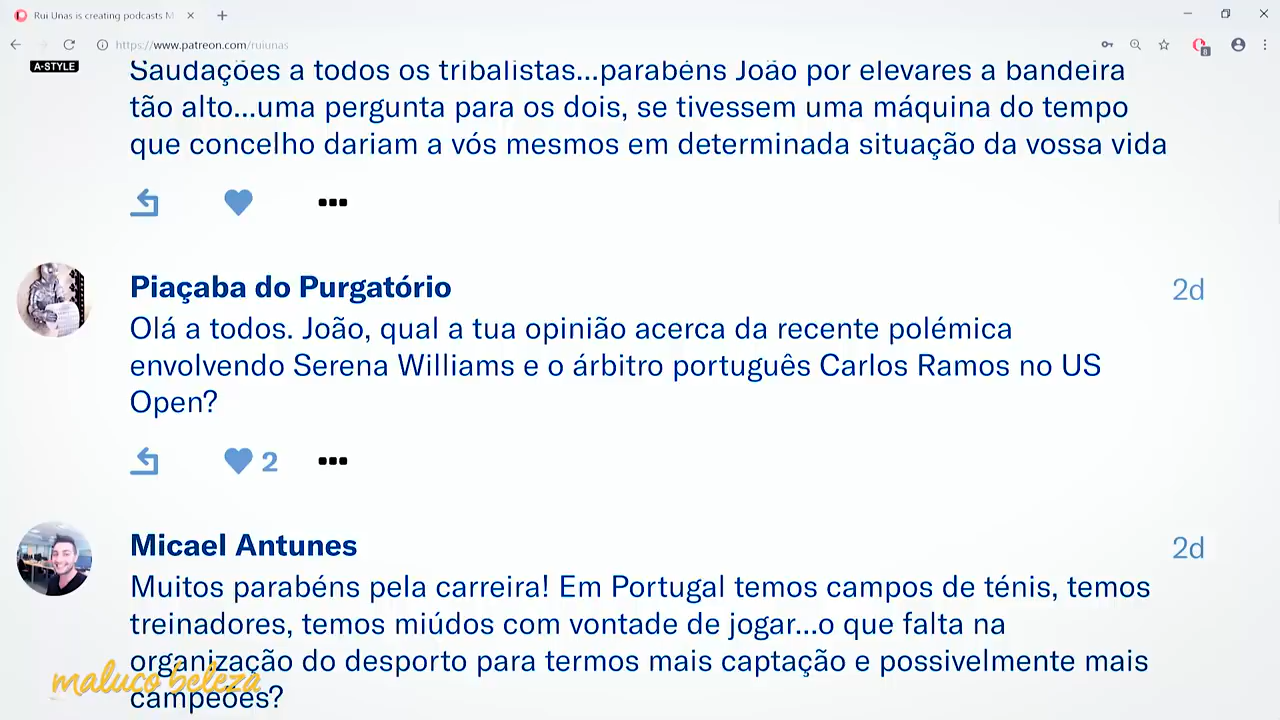 Rui Unas is creating podcasts M
https://www.patreon.com/ruiunas
A-STYLE
Saudações a todos os tribalistas...parabéns João por elevares a bandeira
tão alto...uma pergunta para os dois, se tivessem uma máquina do tempo
que concelho dariam a vós mesmos em determinada situação da vossa vida
Piaçaba do Purgatório
2d
Olá a todos. João, qual a tua opinião acerca da recente polémica
envolvendo Serena Williams e o árbitro português Carlos Ramos no US
Open?
2
Micael Antunes
2d
Muitos parabéns pela carreira! Em Portugal temos campos de ténis, temos
treinadores, temos miúdos com vontade de jogar...o que falta na
organização do desporto para termos mais captação e possivelmente mais
campeões?
maluco beleza